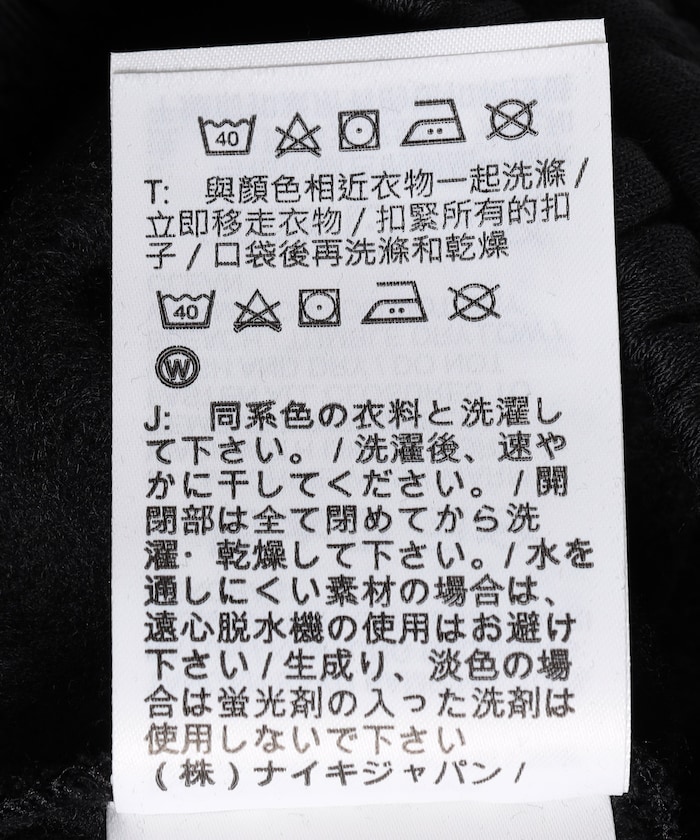 40
T: 與顏色相近衣物一起洗滌 /
立即移走衣物 / 扣緊所有的扣
子 / 口袋後再洗滌和乾燥
40
W
J: 同系色の衣料と洗濯し
て下さい。 / 洗濯後、速や
かに干してください。 / 開
閉部は全て閉めてから洗
濯・乾燥して下さい。 / 水を
通しにくい素材の場合は、
遠心脱水機の使用はお避け
下さい / 生成り、淡色の場
合は蛍光剤の入った洗剤は
使用しないで下さい
(株)ナイキジャパン /